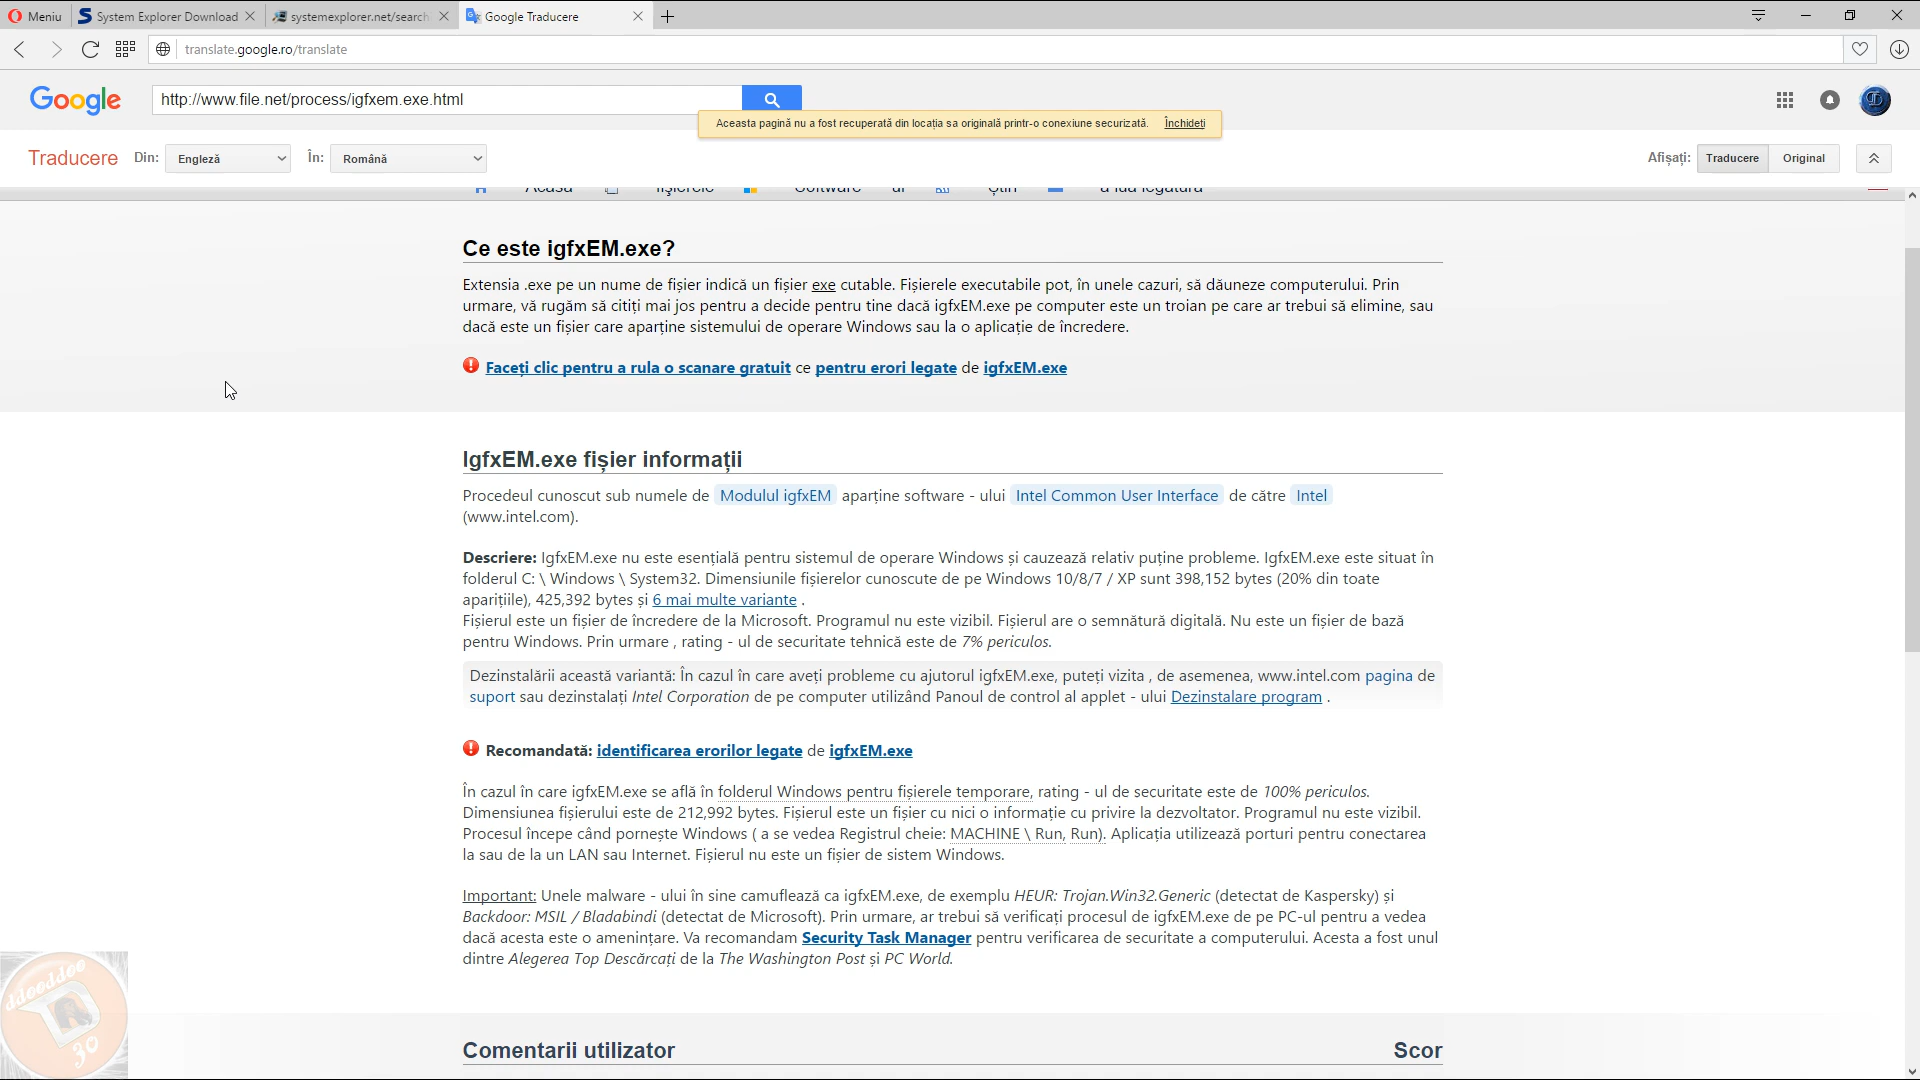 Meniu
System Explorer Download
systemexplorer.net/search
Google Traducere
translate.google.ro/translate
Google
http://www.file.net/process/igfxem.exe.html
Aceasta pagină nu a fost recuperată din locația sa originală printr-o conexiune securizată. Închideți
Traducere Din: Engleză În: Română
Afișați: Traducere Original
Ce este igfxEM.exe?
Extensia .exe pe un nume de fișier indică un fișier exe cutable. Fișierele executabile pot, în unele cazuri, să dăuneze computerului. Prin
urmare, vă rugăm să citiți mai jos pentru a decide pentru tine dacă igfxEM.exe pe computer este un troian pe care ar trebui să elimine, sau
dacă este un fișier care aparține sistemului de operare Windows sau la o aplicație de încredere.
Faceți clic pentru a rula o scanare gratuit ce pentru erori legate de igfxEM.exe
IgfxEM.exe fișier informații
Procedeul cunoscut sub numele de Modulul igfxEM aparține software - ului Intel Common User Interface de către Intel
(www.intel.com).
Descriere: IgfxEM.exe nu este esențială pentru sistemul de operare Windows și cauzează relativ puține probleme. IgfxEM.exe este situat în
folderul C: \ Windows \ System32. Dimensiunile fișierelor cunoscute de pe Windows 10/8/7 / XP sunt 398,152 bytes (20% din toate
aparițiile), 425,392 bytes și 6 mai multe variante .
Fișierul este un fișier de încredere de la Microsoft. Programul nu este vizibil. Fișierul are o semnătură digitală. Nu este un fișier de bază
pentru Windows. Prin urmare , rating - ul de securitate tehnică este de 7% periculos.
Dezinstalării această variantă: În cazul în care aveți probleme cu ajutorul igfxEM.exe, puteți vizita , de asemenea, www.intel.com pagina de
suport sau dezinstalați Intel Corporation de pe computer utilizând Panoul de control al applet - ului Dezinstalare program .
Recomandată: identificarea erorilor legate de igfxEM.exe
În cazul în care igfxEM.exe se află în folderul Windows pentru fișierele temporare, rating - ul de securitate este de 100% periculos.
Dimensiunea fișierului este de 212,992 bytes. Fișierul este un fișier cu nici o informație cu privire la dezvoltator. Programul nu este vizibil.
Procesul începe când pornește Windows ( a se vedea Registrul cheie: MACHINE \ Run, Run). Aplicația utilizează porturi pentru conectarea
la sau de la un LAN sau Internet. Fișierul nu este un fișier de sistem Windows.
Important: Unele malware - ului în sine camuflează ca igfxEM.exe, de exemplu HEUR: Trojan.Win32.Generic (detectat de Kaspersky) și
Backdoor: MSIL / Bladabindi (detectat de Microsoft). Prin urmare, ar trebui să verificați procesul de igfxEM.exe de pe PC-ul pentru a vedea
dacă acesta este o amenințare. Va recomandam Security Task Manager pentru verificarea de securitate a computerului. Acesta a fost unul
dintre Alegerea Top Descărcați de la The Washington Post și PC World.
ddeeddee
30
Comentarii utilizator Scor